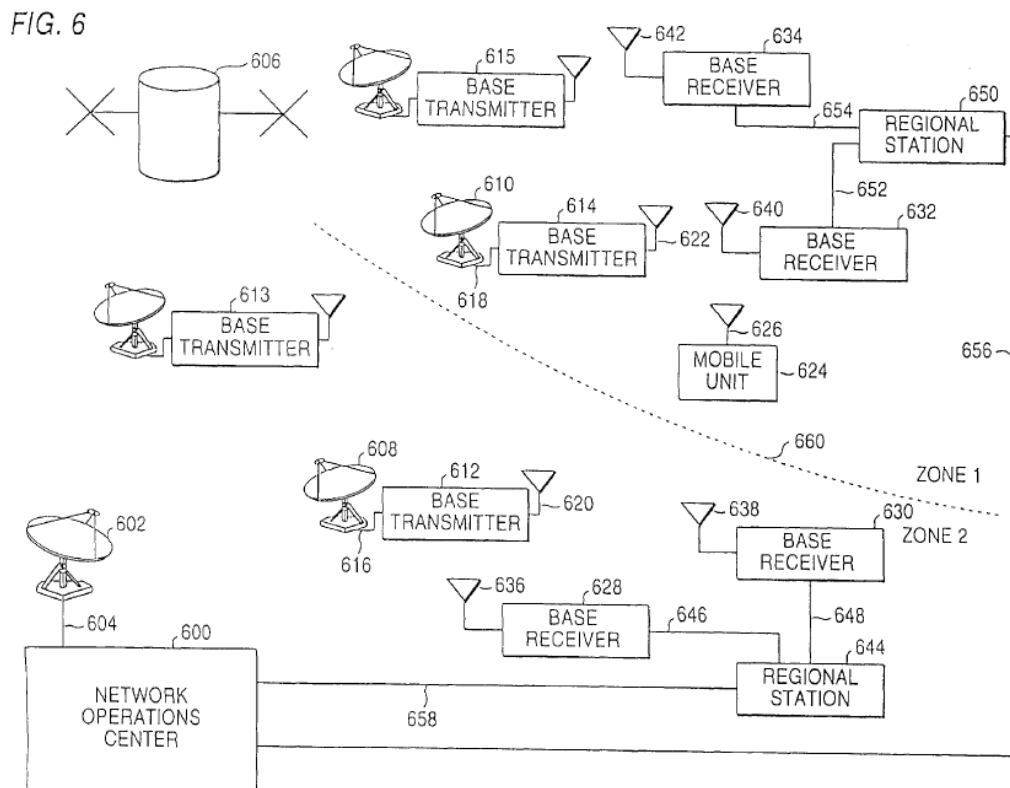 FIG. 6
606
615
BASE
TRANSMITTER
642
634
BASE
RECEIVER
654
650
REGIONAL
STATION
652
610
614
BASE
TRANSMITTER
622
618
640
632
BASE
RECEIVER
613
BASE
TRANSMITTER
626
MOBILE
UNIT
624
656
660
ZONE 1
ZONE 2
608
612
BASE
TRANSMITTER
620
616
638
630
BASE
RECEIVER
602
604
600
NETWORK
OPERATIONS
CENTER
636
628
BASE
RECEIVER
646
648
644
REGIONAL
STATION
658